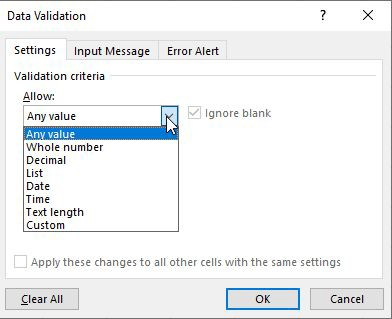 Data Validation ? ×
Settings Input Message Error Alert
Validation criteria
Allow:
Any value Ignore blank
Any value
Whole number
Decimal
List
Date
Time
Text length
Custom
Apply these changes to all other cells with the same settings
Clear All OK Cancel